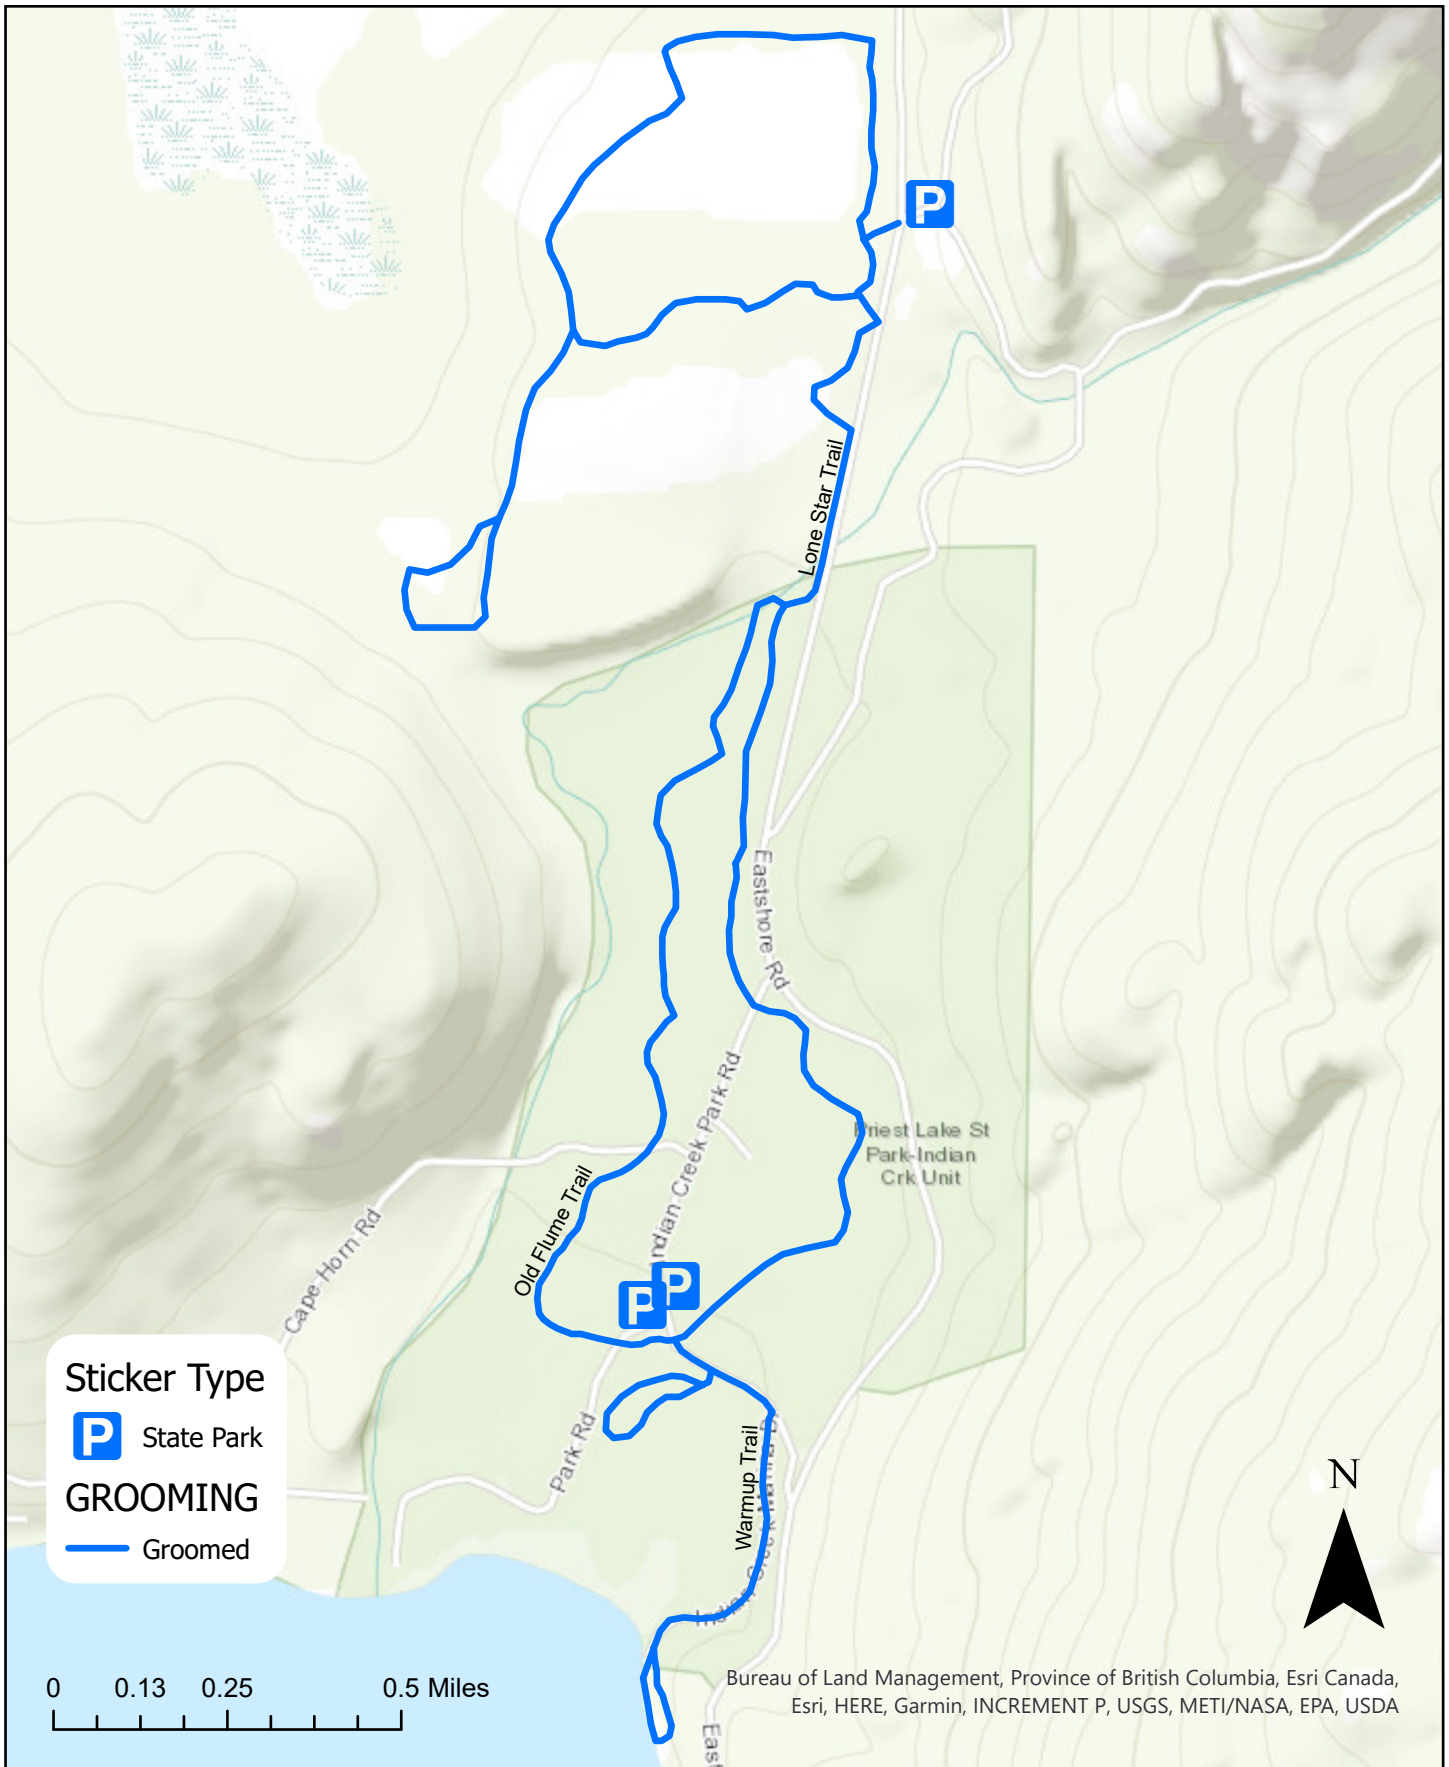 P
Lone Star Trail
Eastshore Rd
Indian Creek Park Rd
Priest Lake St
Park-Indian
Crk Unit
Old Flume Trail
Cape Horn Rd
P
P
Park Rd
Warmup Trail
Sticker Type
P State Park
GROOMING
Groomed
N
0 0.13 0.25 0.5 Miles
Bureau of Land Management, Province of British Columbia, Esri Canada,
Esri, HERE, Garmin, INCREMENT P, USGS, METI/NASA, EPA, USDA
East